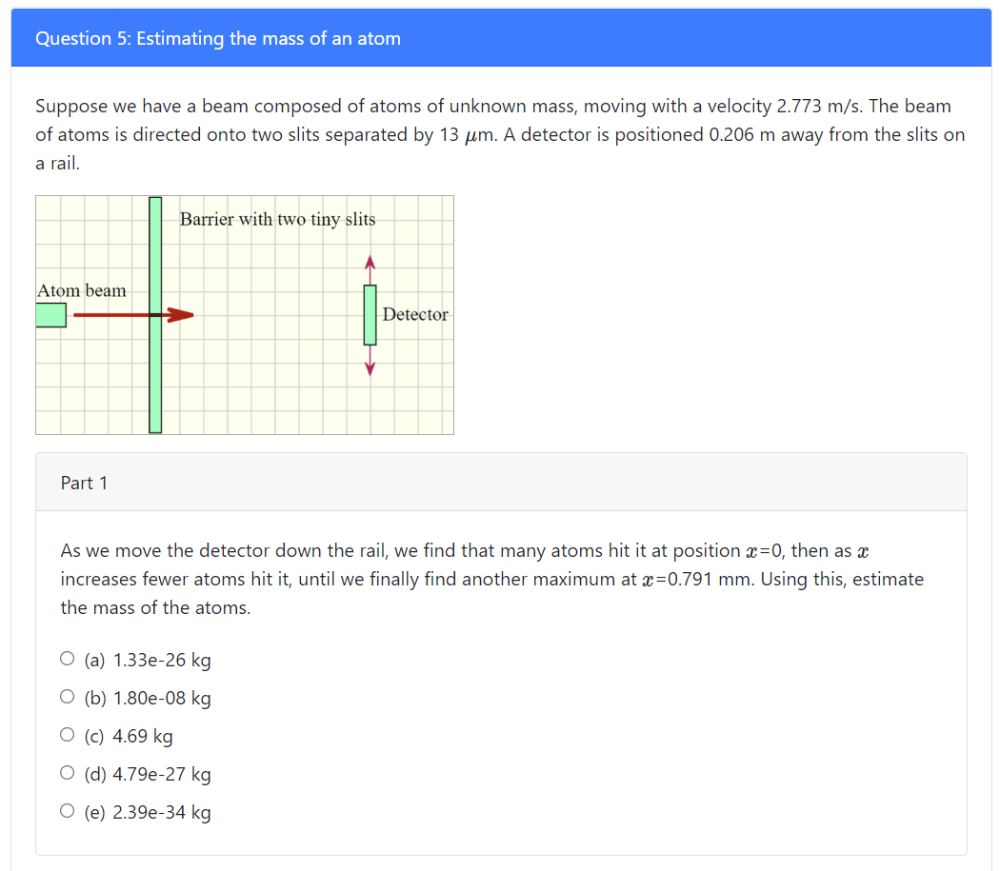 Question 5: Estimating the mass of an atom
Suppose we have a beam composed of atoms of unknown mass, moving with a velocity 2.773 m/s. The beam
of atoms is directed onto two slits separated by 13 μm. A detector is positioned 0.206 m away from the slits on
a rail.
Barrier with two tiny slits
Atom beam
Detector
Part 1
As we move the detector down the rail, we find that many atoms hit it at position x=0, then as x
increases fewer atoms hit it, until we finally find another maximum at x=0.791 mm. Using this, estimate
the mass of the atoms.
(a) 1.33e-26 kg
(b) 1.80e-08 kg
(c) 4.69 kg
(d) 4.79e-27 kg
(e) 2.39e-34 kg